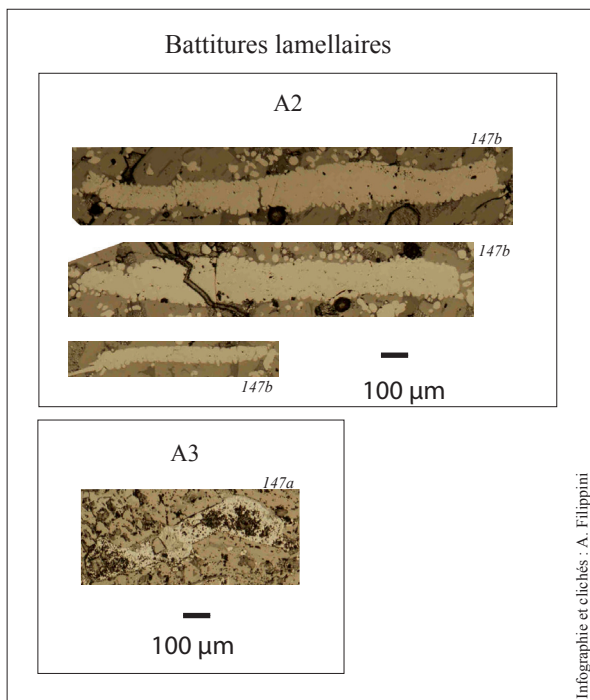 Battitures lamellaires
A2
147b
147b
147b
100 µm
A3
147a
100 µm
Infographie et clichés : A. Filippini